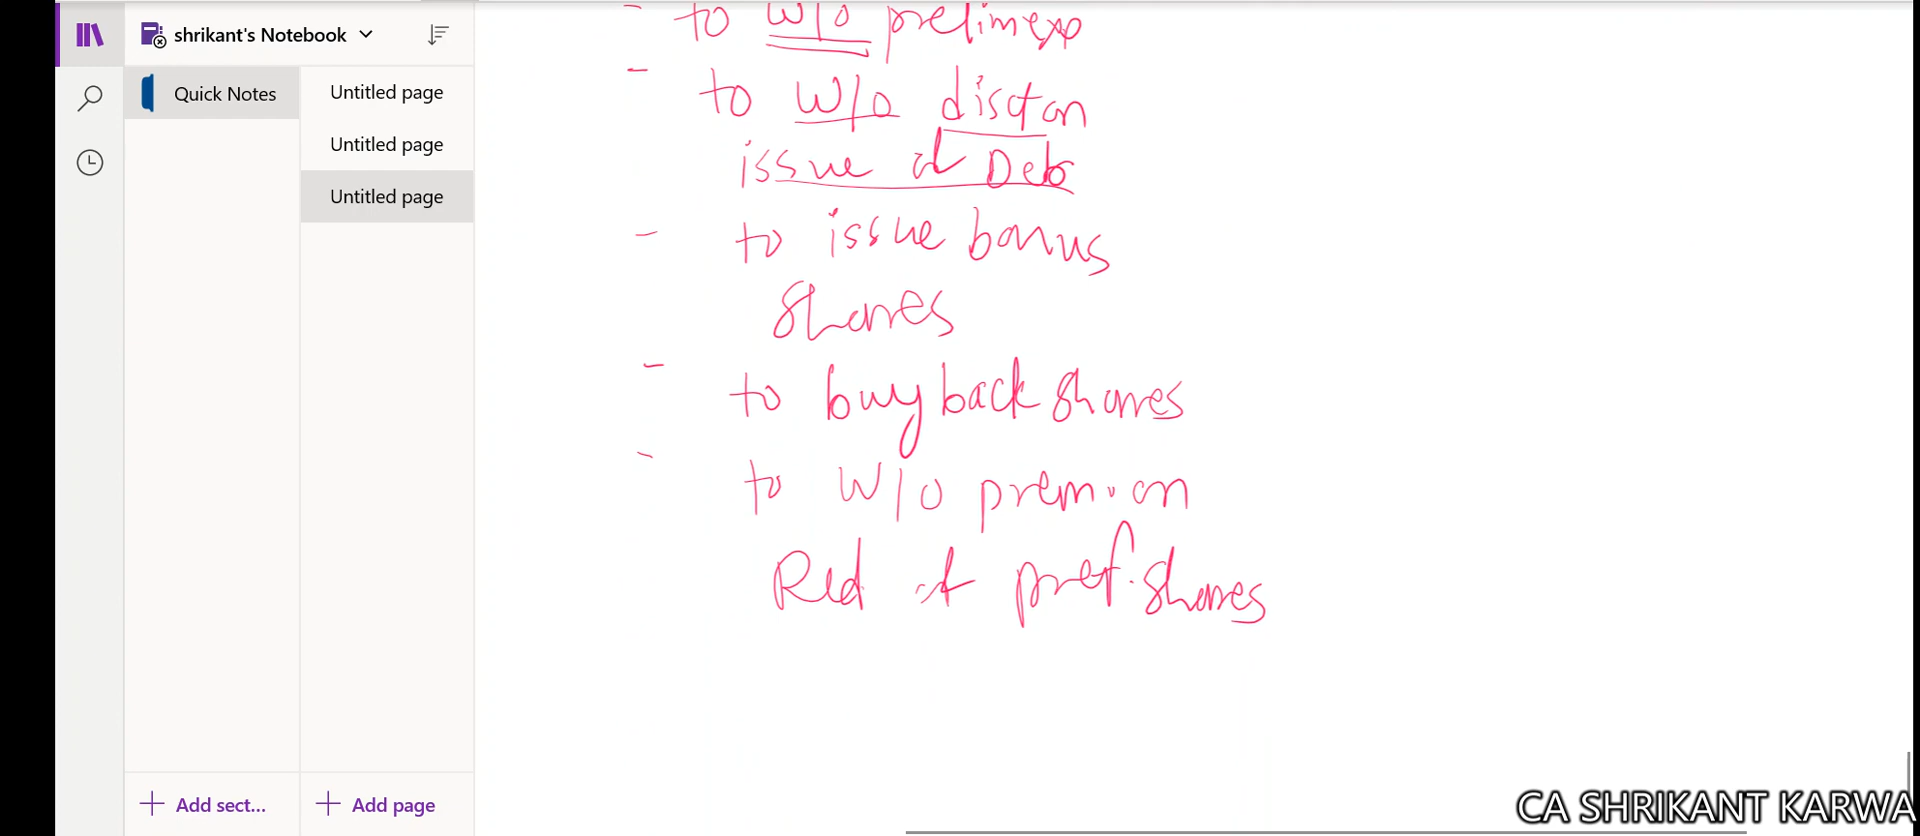 shrikant's Notebook
Quick Notes
Untitled page
Untitled page
Untitled page
- to w/o prelim exp
- to w/o disct on
issue of Deb
- to issue bonus
shares
- to buy back shares
- to w/o prem. on
Red of pref. shares
+ Add sect...
+ Add page
CA SHRIKANT KARWA